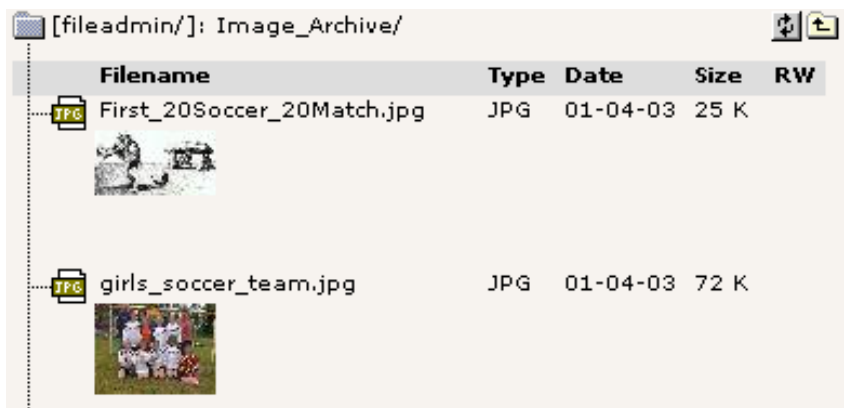 [fileadmin/]: Image_Archive/
Filename Type Date Size RW
JPG First_20Soccer_20Match.jpg JPG 01-04-03 25 K
JPG girls_soccer_team.jpg JPG 01-04-03 72 K